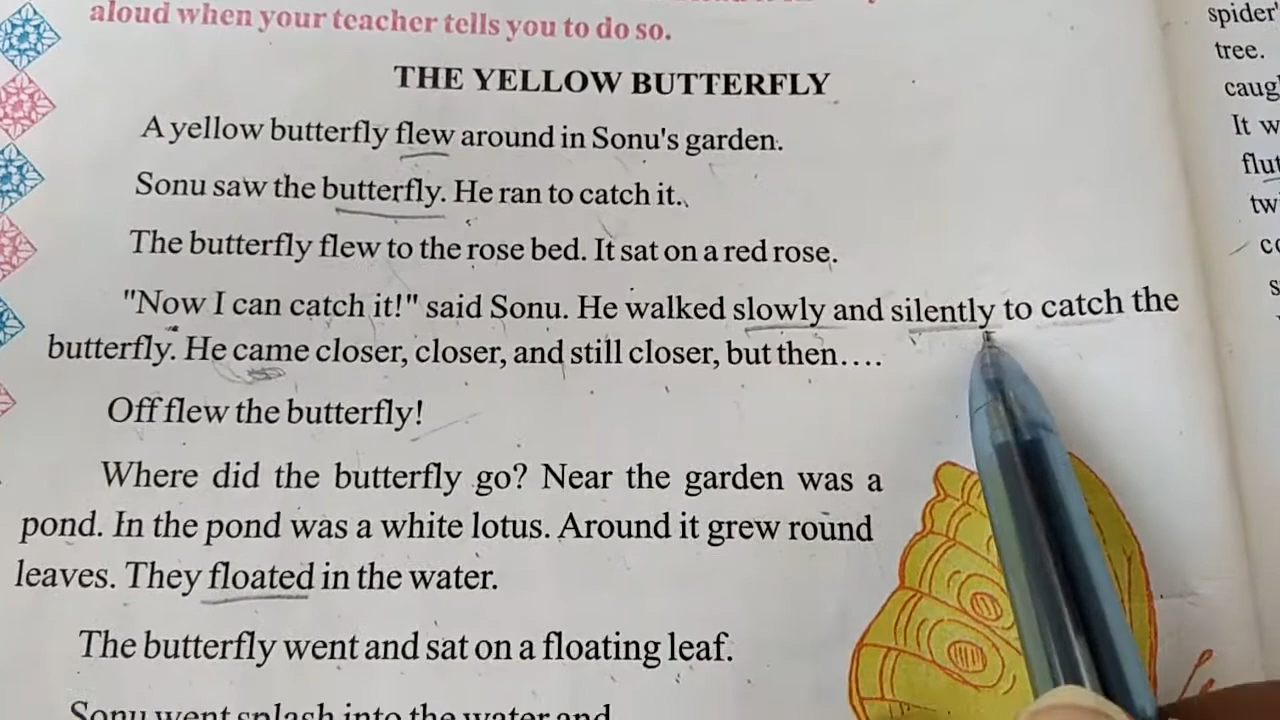 aloud when your teacher tells you to do so.
THE YELLOW BUTTERFLY
A yellow butterfly flew around in Sonu's garden.
Sonu saw the butterfly. He ran to catch it.
The butterfly flew to the rose bed. It sat on a red rose.
"Now I can catch it!" said Sonu. He walked slowly and silently to catch the
butterfly. He came closer, closer, and still closer, but then....
Off flew the butterfly!
Where did the butterfly go? Near the garden was a
pond. In the pond was a white lotus. Around it grew round
leaves. They floated in the water.
The butterfly went and sat on a floating leaf.
Sonu went splash into the water and
spider'
tree.
It w